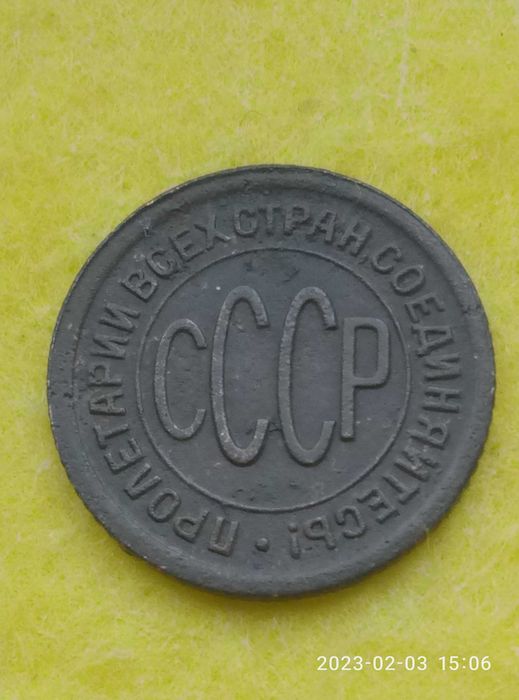 ПРОЛЕТАРИИ ВСЕХ СТРАН, СОЕДИНЯЙТЕСЬ!
СССР
2023-02-03 15:06